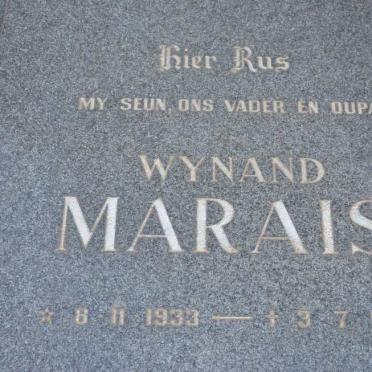 Hier Rus
MY SEUN, ONS VADER EN OUPA
WYNAND
MARAIS
☆ 8 11 1933 — † 3 7